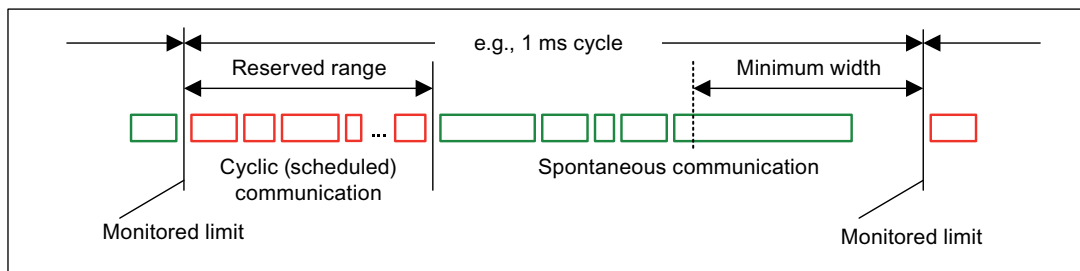 e.g., 1 ms cycle
Reserved range
Minimum width
...
Cyclic (scheduled)
communication
Spontaneous communication
Monitored limit
Monitored limit